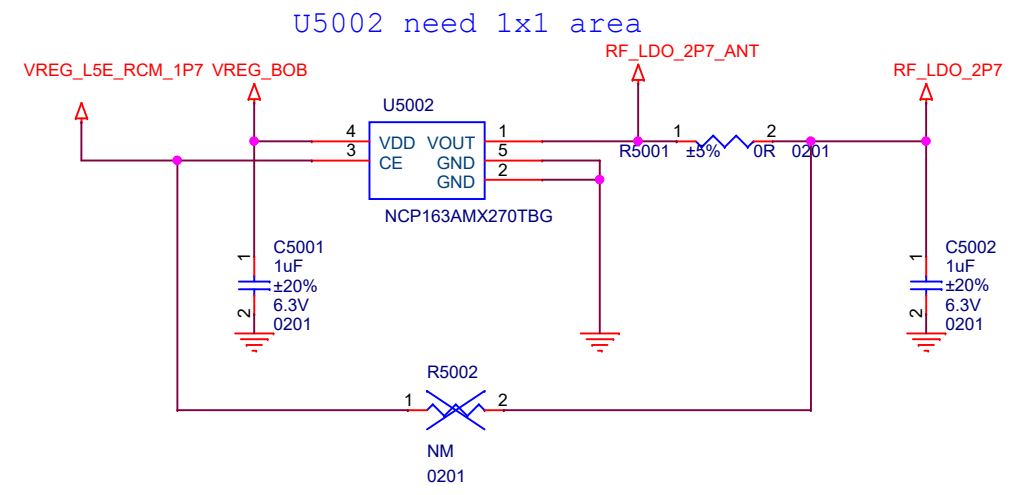 U5002 need 1x1 area
RF_LDO_2P7_ANT
VREG_L5E_RCM_1P7 VREG_BOB
RF_LDO_2P7
U5002
4 VDD VOUT 1
3 CE GND 5
GND 2
NCP163AMX270TBG
1 2
R5001 ±5% 0R 0201
1
C5001
1uF
±20%
6.3V
2
0201
1
C5002
1uF
±20%
6.3V
2
0201
R5002
1 2
NM
0201